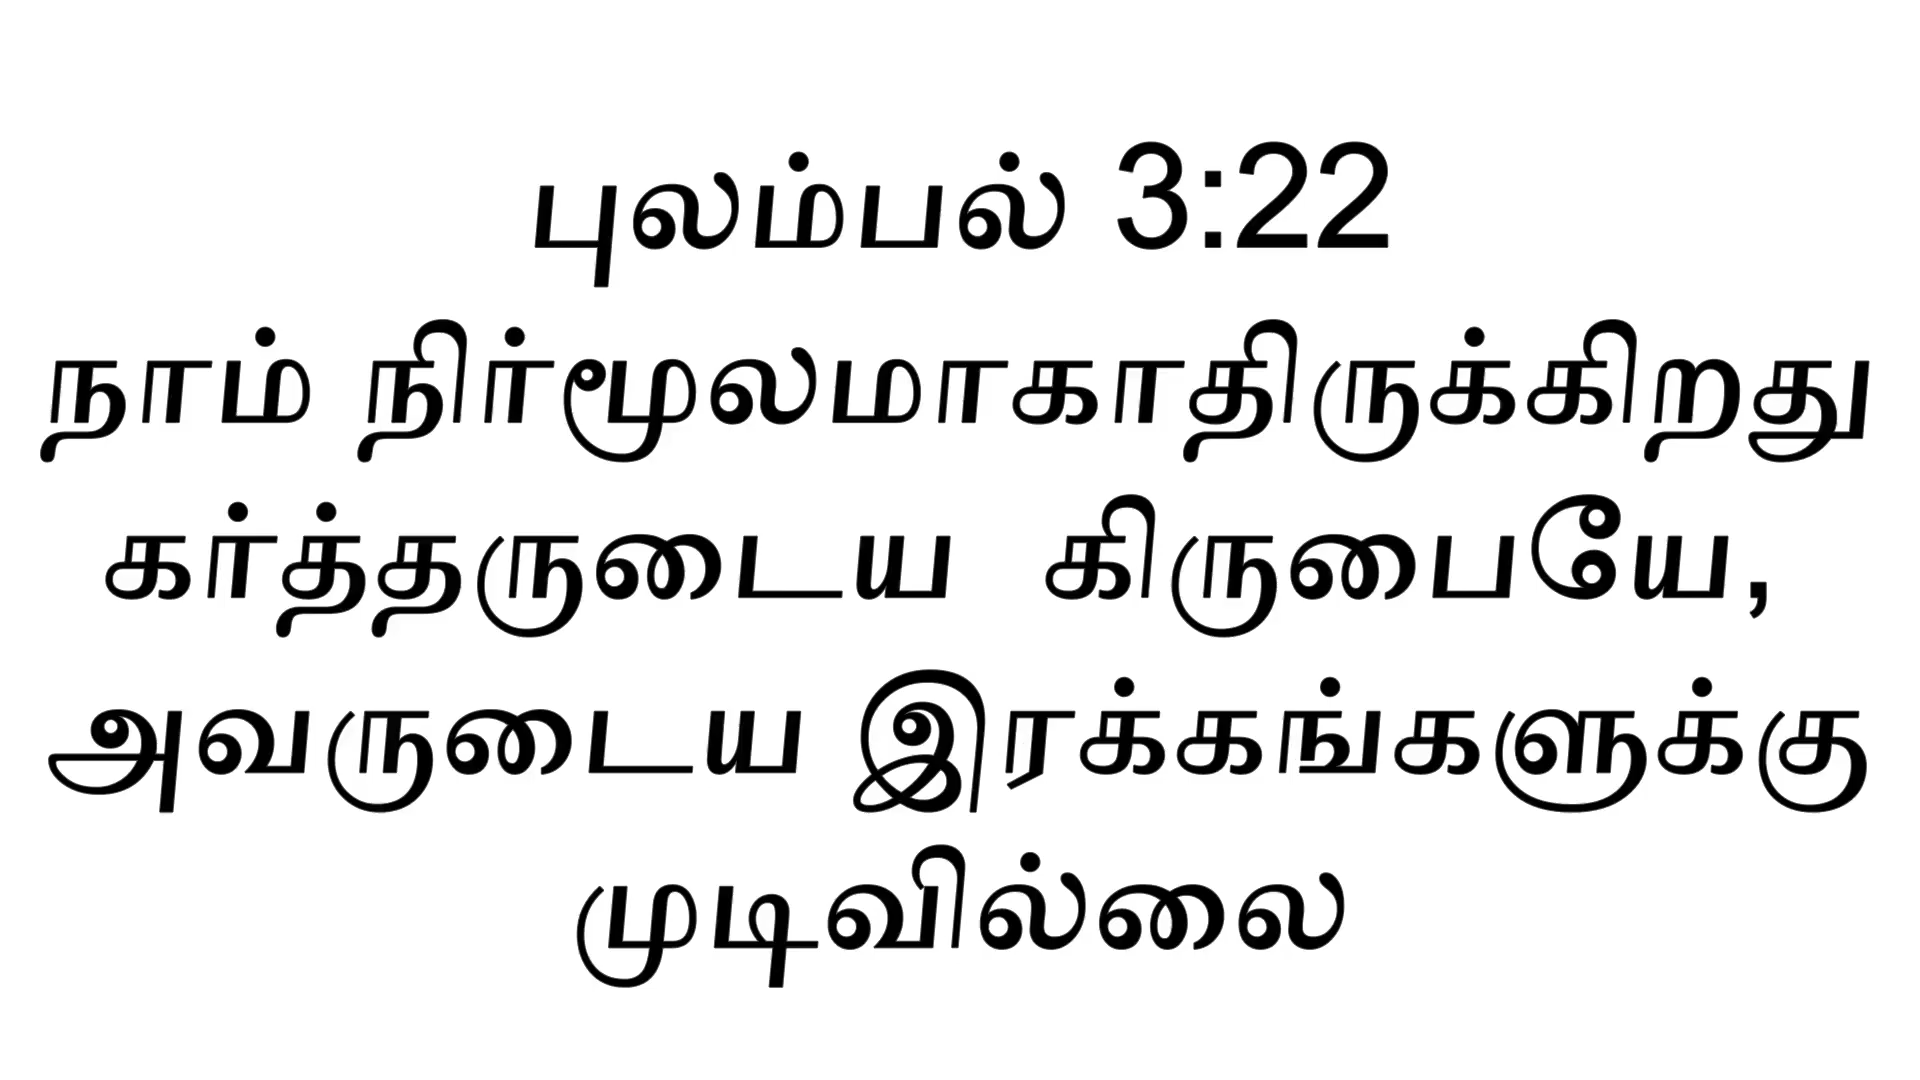 புலம்பல் 3:22
நாம் நிர்மூலமாகாதிருக்கிறது
கர்த்தருடைய கிருபையே,
அவருடைய இரக்கங்களுக்கு
முடிவில்லை